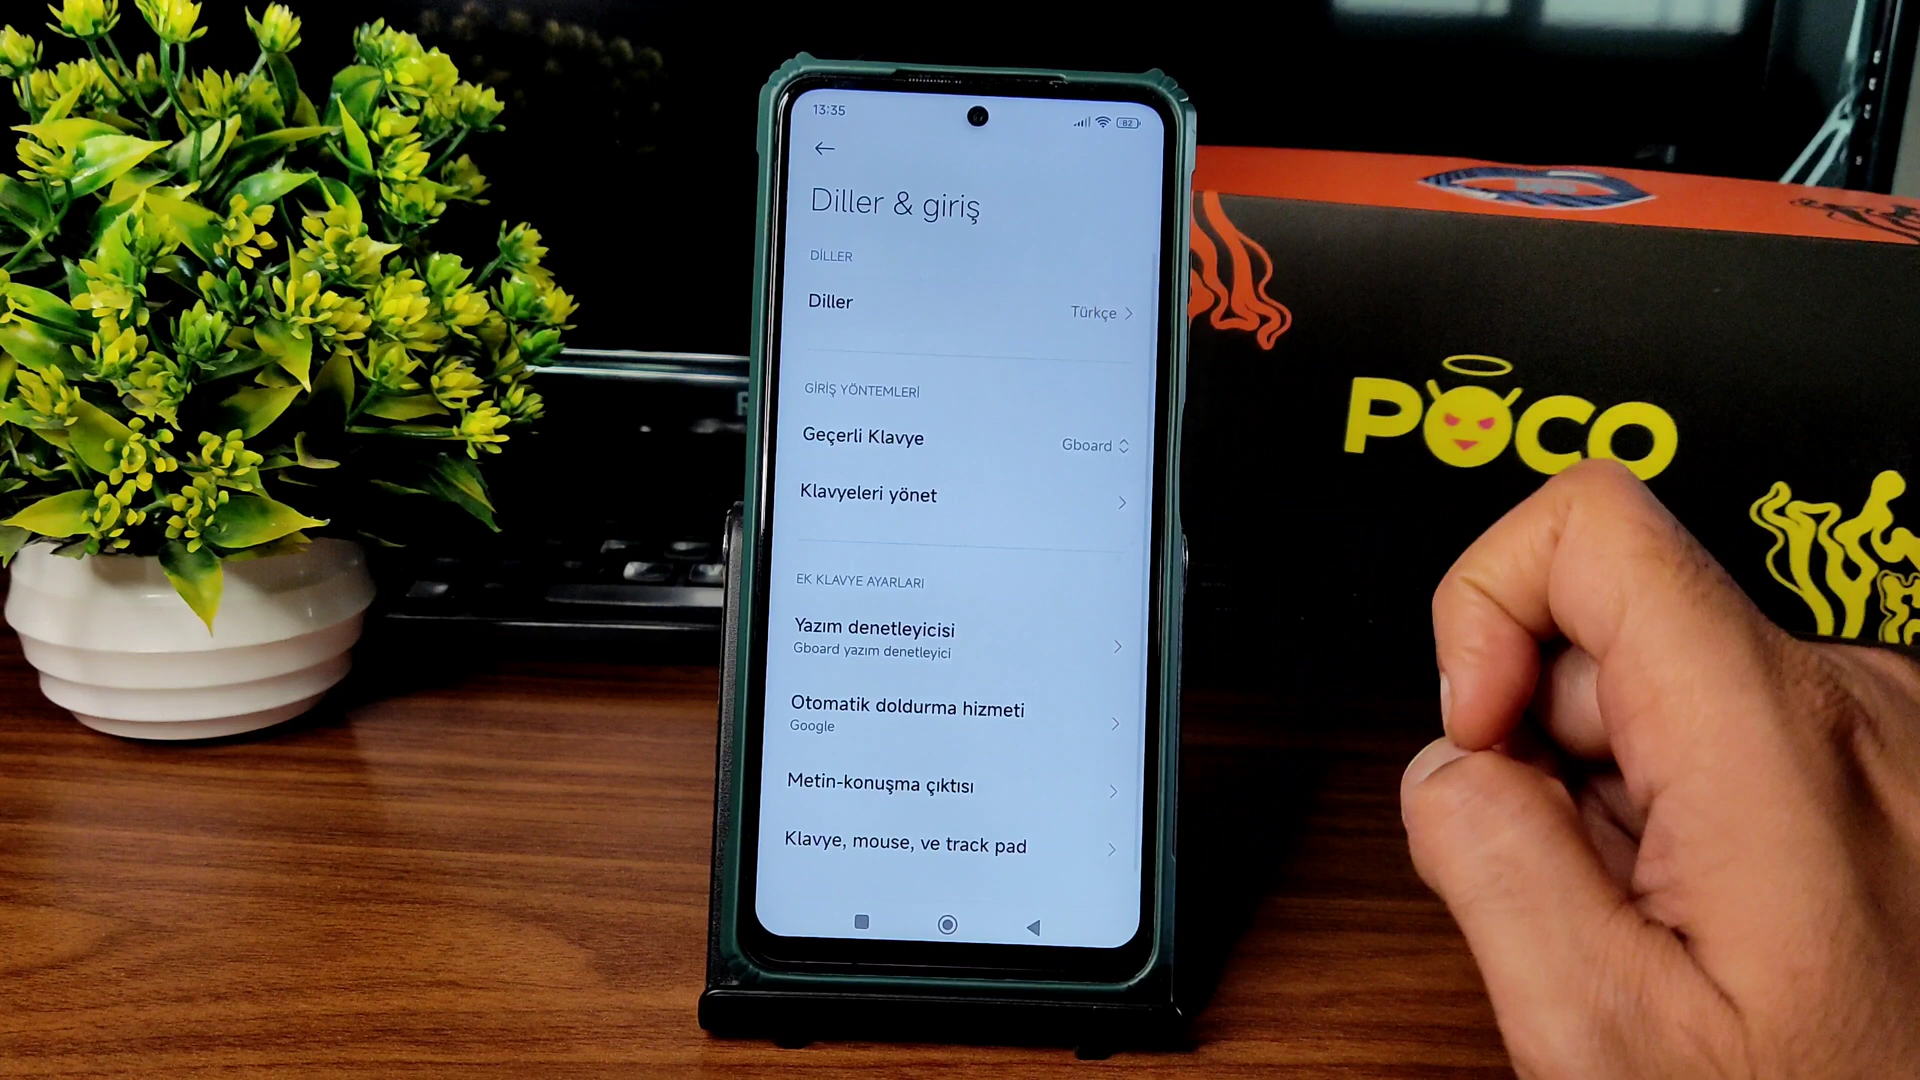 13:35
82
Diller & giriş
DİLLER
Diller
Türkçe
GİRİŞ YÖNTEMLERİ
Geçerli Klavye
Gboard
Klavyeleri yönet
EK KLAVYE AYARLARI
Yazım denetleyicisi
Gboard yazım denetleyici
Otomatik doldurma hizmeti
Google
Metin-konuşma çıktısı
Klavye, mouse, ve track pad
POCO